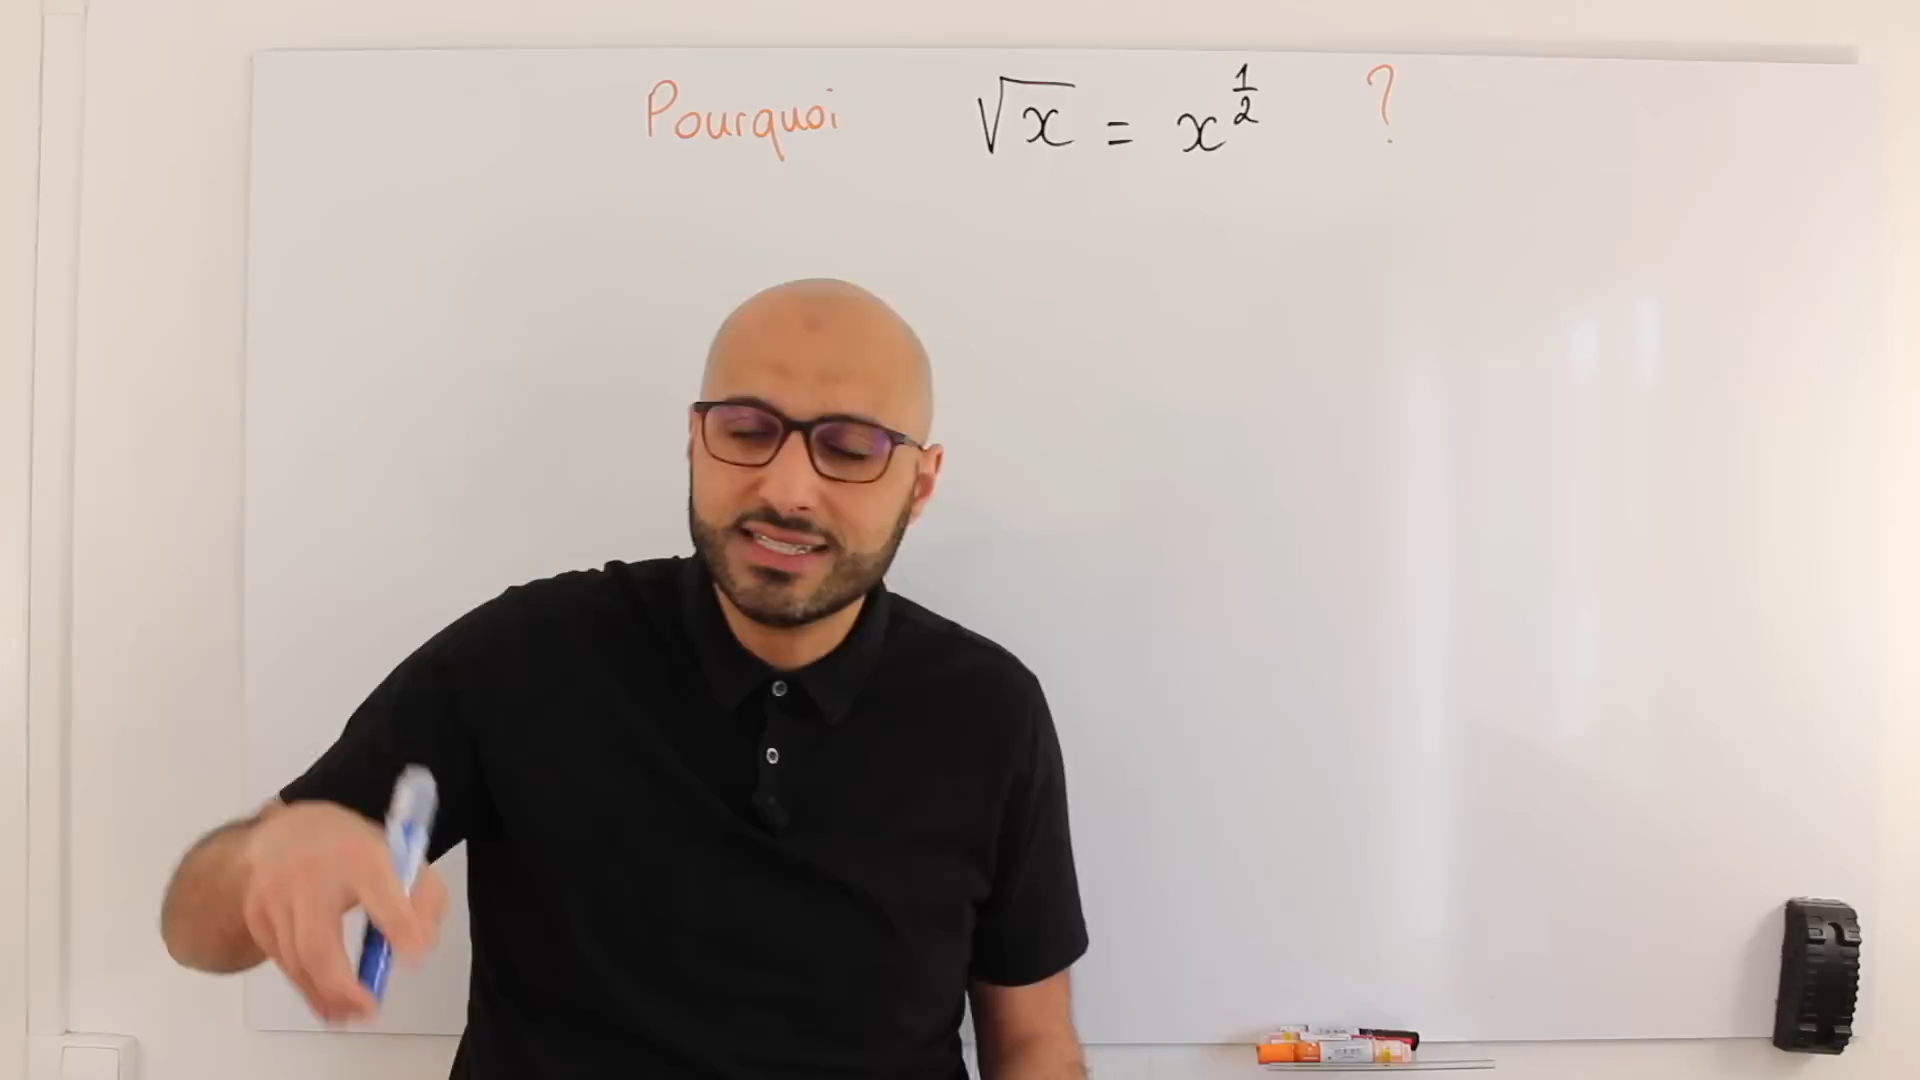 Pourquoi √x = x^(1/2) ?